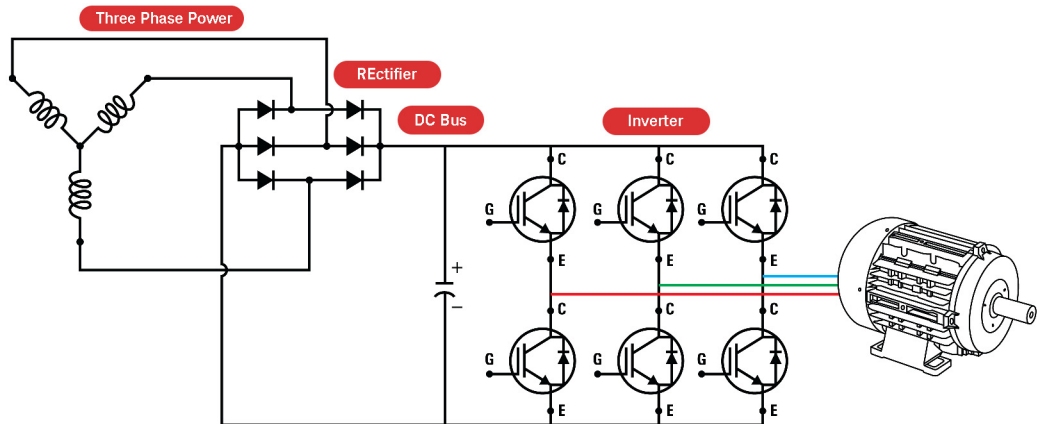 Three Phase Power
REctifier
DC Bus
Inverter
C C C
G G G
E E E
+
−
C C C
G G G
E E E